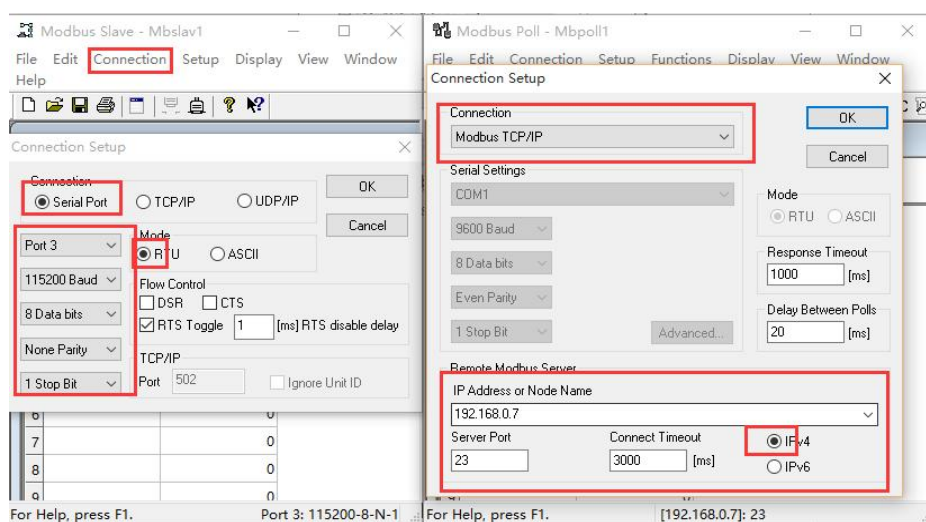 Modbus Slave - Mbslav1
File Edit Connection Setup Display View Window
Help
Connection Setup
Connection
Serial Port
TCP/IP
UDP/IP
OK
Cancel
Port 3
115200 Baud
8 Data bits
None Parity
1 Stop Bit
Mode
RTU
ASCII
Flow Control
DSR
CTS
RTS Toggle
1
[ms] RTS disable delay
TCP/IP
Port
502
Ignore Unit ID
6 0
7 0
8 0
9 0
For Help, press F1.
Port 3: 115200-8-N-1
Modbus Poll - Mbpoll1
File Edit Connection Setup Functions Display View Window
Connection Setup
Connection
Modbus TCP/IP
OK
Cancel
Serial Settings
COM1
9600 Baud
8 Data bits
Even Parity
1 Stop Bit
Advanced...
Mode
RTU
ASCII
Response Timeout
1000
[ms]
Delay Between Polls
20
[ms]
Remote Modbus Server
IP Address or Node Name
192.168.0.7
Server Port
23
Connect Timeout
3000
[ms]
IPv4
IPv6
For Help, press F1.
[192.168.0.7]: 23